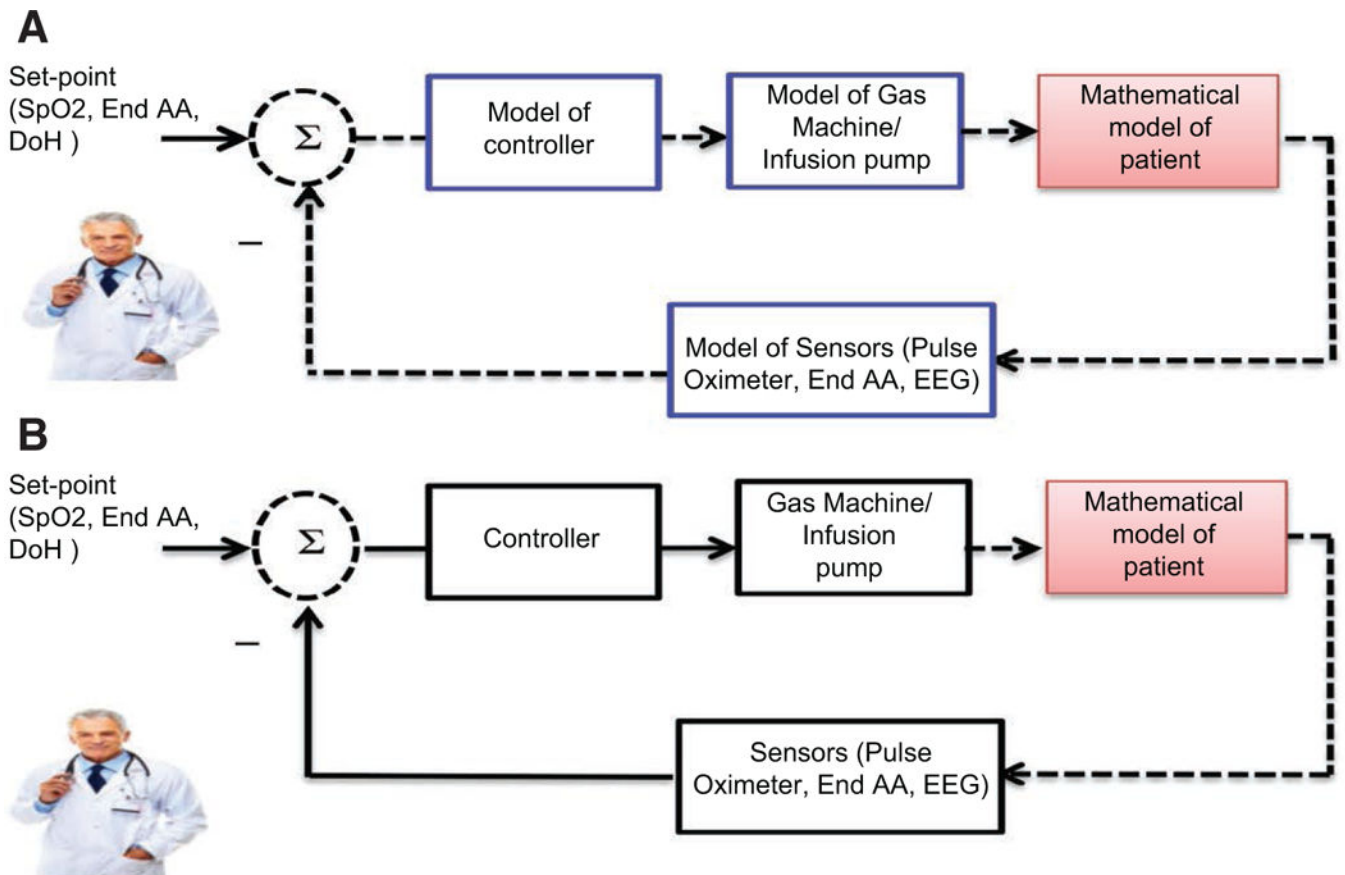 A
Set-point
(SpO2, End AA,
DoH )
Σ
Model of
controller
Model of Gas
Machine/
Infusion pump
Mathematical
model of
patient
–
Model of Sensors (Pulse
Oximeter, End AA, EEG)
B
Set-point
(SpO2, End AA,
DoH )
Σ
Controller
Gas Machine/
Infusion
pump
Mathematical
model of
patient
–
Sensors (Pulse
Oximeter, End AA, EEG)